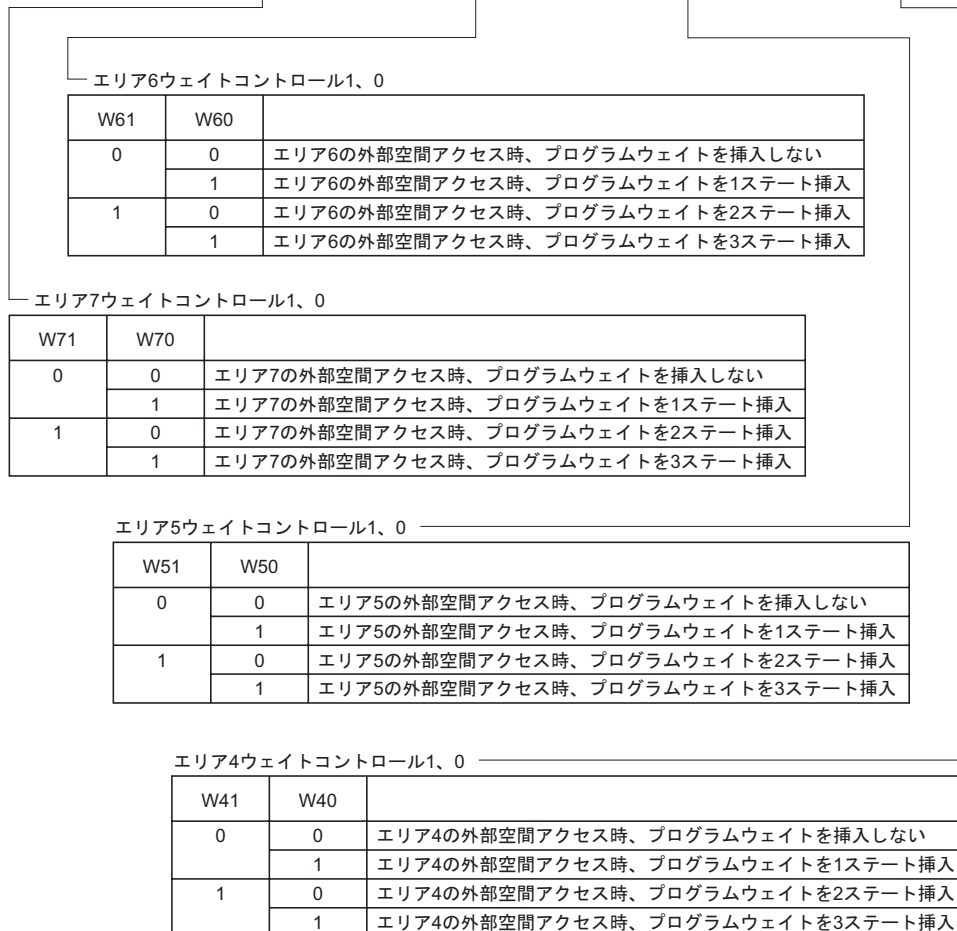 エリア6ウェイトコントロール1、0
W61 W60
0 0 エリア6の外部空間アクセス時、プログラムウェイトを挿入しない
1 エリア6の外部空間アクセス時、プログラムウェイトを1ステート挿入
1 0 エリア6の外部空間アクセス時、プログラムウェイトを2ステート挿入
1 エリア6の外部空間アクセス時、プログラムウェイトを3ステート挿入
エリア7ウェイトコントロール1、0
W71 W70
0 0 エリア7の外部空間アクセス時、プログラムウェイトを挿入しない
1 エリア7の外部空間アクセス時、プログラムウェイトを1ステート挿入
1 0 エリア7の外部空間アクセス時、プログラムウェイトを2ステート挿入
1 エリア7の外部空間アクセス時、プログラムウェイトを3ステート挿入
エリア5ウェイトコントロール1、0
W51 W50
0 0 エリア5の外部空間アクセス時、プログラムウェイトを挿入しない
1 エリア5の外部空間アクセス時、プログラムウェイトを1ステート挿入
1 0 エリア5の外部空間アクセス時、プログラムウェイトを2ステート挿入
1 エリア5の外部空間アクセス時、プログラムウェイトを3ステート挿入
エリア4ウェイトコントロール1、0
W41 W40
0 0 エリア4の外部空間アクセス時、プログラムウェイトを挿入しない
1 エリア4の外部空間アクセス時、プログラムウェイトを1ステート挿入
1 0 エリア4の外部空間アクセス時、プログラムウェイトを2ステート挿入
1 エリア4の外部空間アクセス時、プログラムウェイトを3ステート挿入